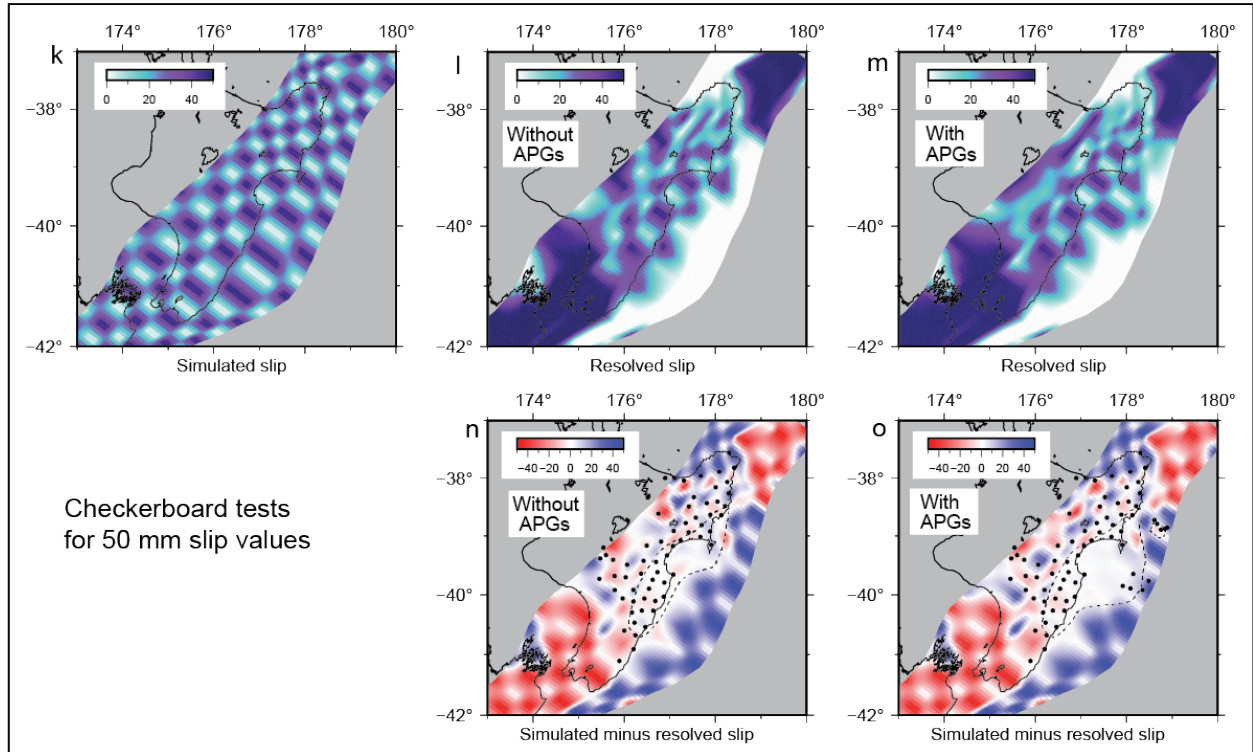 174° 176° 178° 180°
174° 176° 178° 180°
174° 176° 178° 180°
k
l
m
0 20 40
0 20 40
0 20 40
−38°
−40°
−42°
−38°
−40°
−42°
−38°
−40°
−42°
Without
APGs
With
APGs
Simulated slip
Resolved slip
Resolved slip
174° 176° 178° 180°
174° 176° 178° 180°
n
o
−40 −20 0 20 40
−40 −20 0 20 40
−38°
−40°
−42°
−38°
−40°
−42°
Without
APGs
With
APGs
Checkerboard tests
for 50 mm slip values
Simulated minus resolved slip
Simulated minus resolved slip